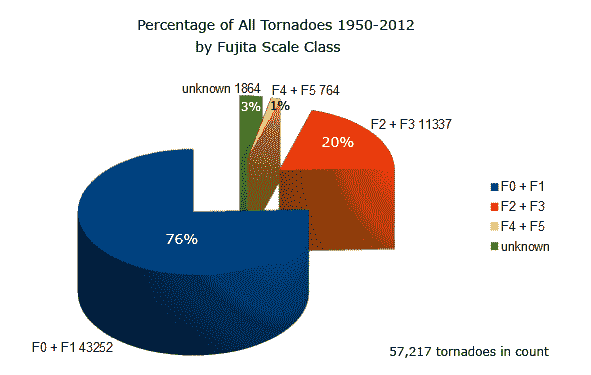 Percentage of All Tornadoes 1950-2012
by Fujita Scale Class
unknown 1864
F4 + F5 764
3%
1%
F2 + F3 11337
20%
76%
F0 + F1
F2 + F3
F4 + F5
unknown
F0 + F1 43252
57,217 tornadoes in count